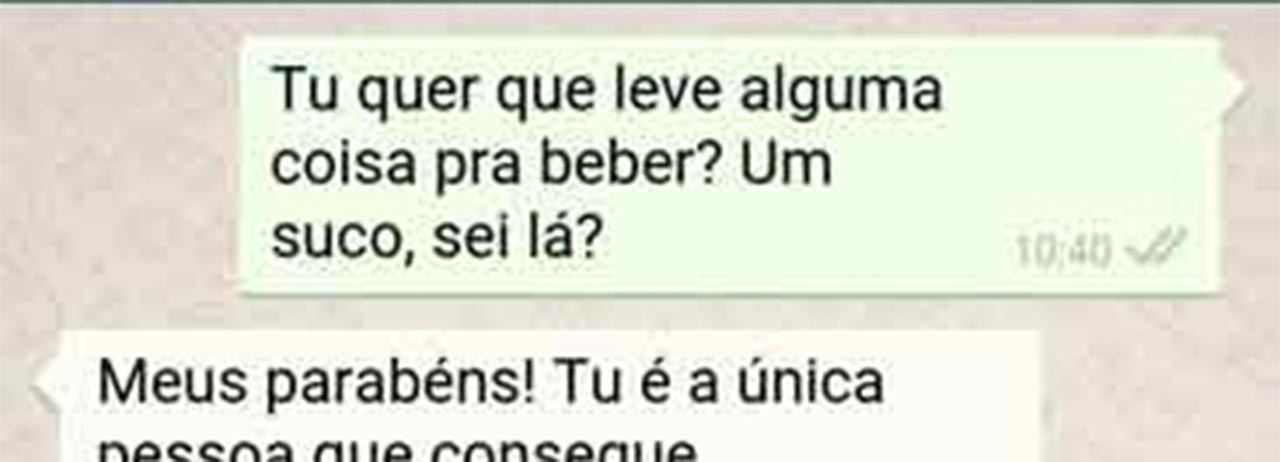 Tu quer que leve alguma
coisa pra beber? Um
suco, sei lá?
10:40
Meus parabéns! Tu é a única
pessoa que consegue